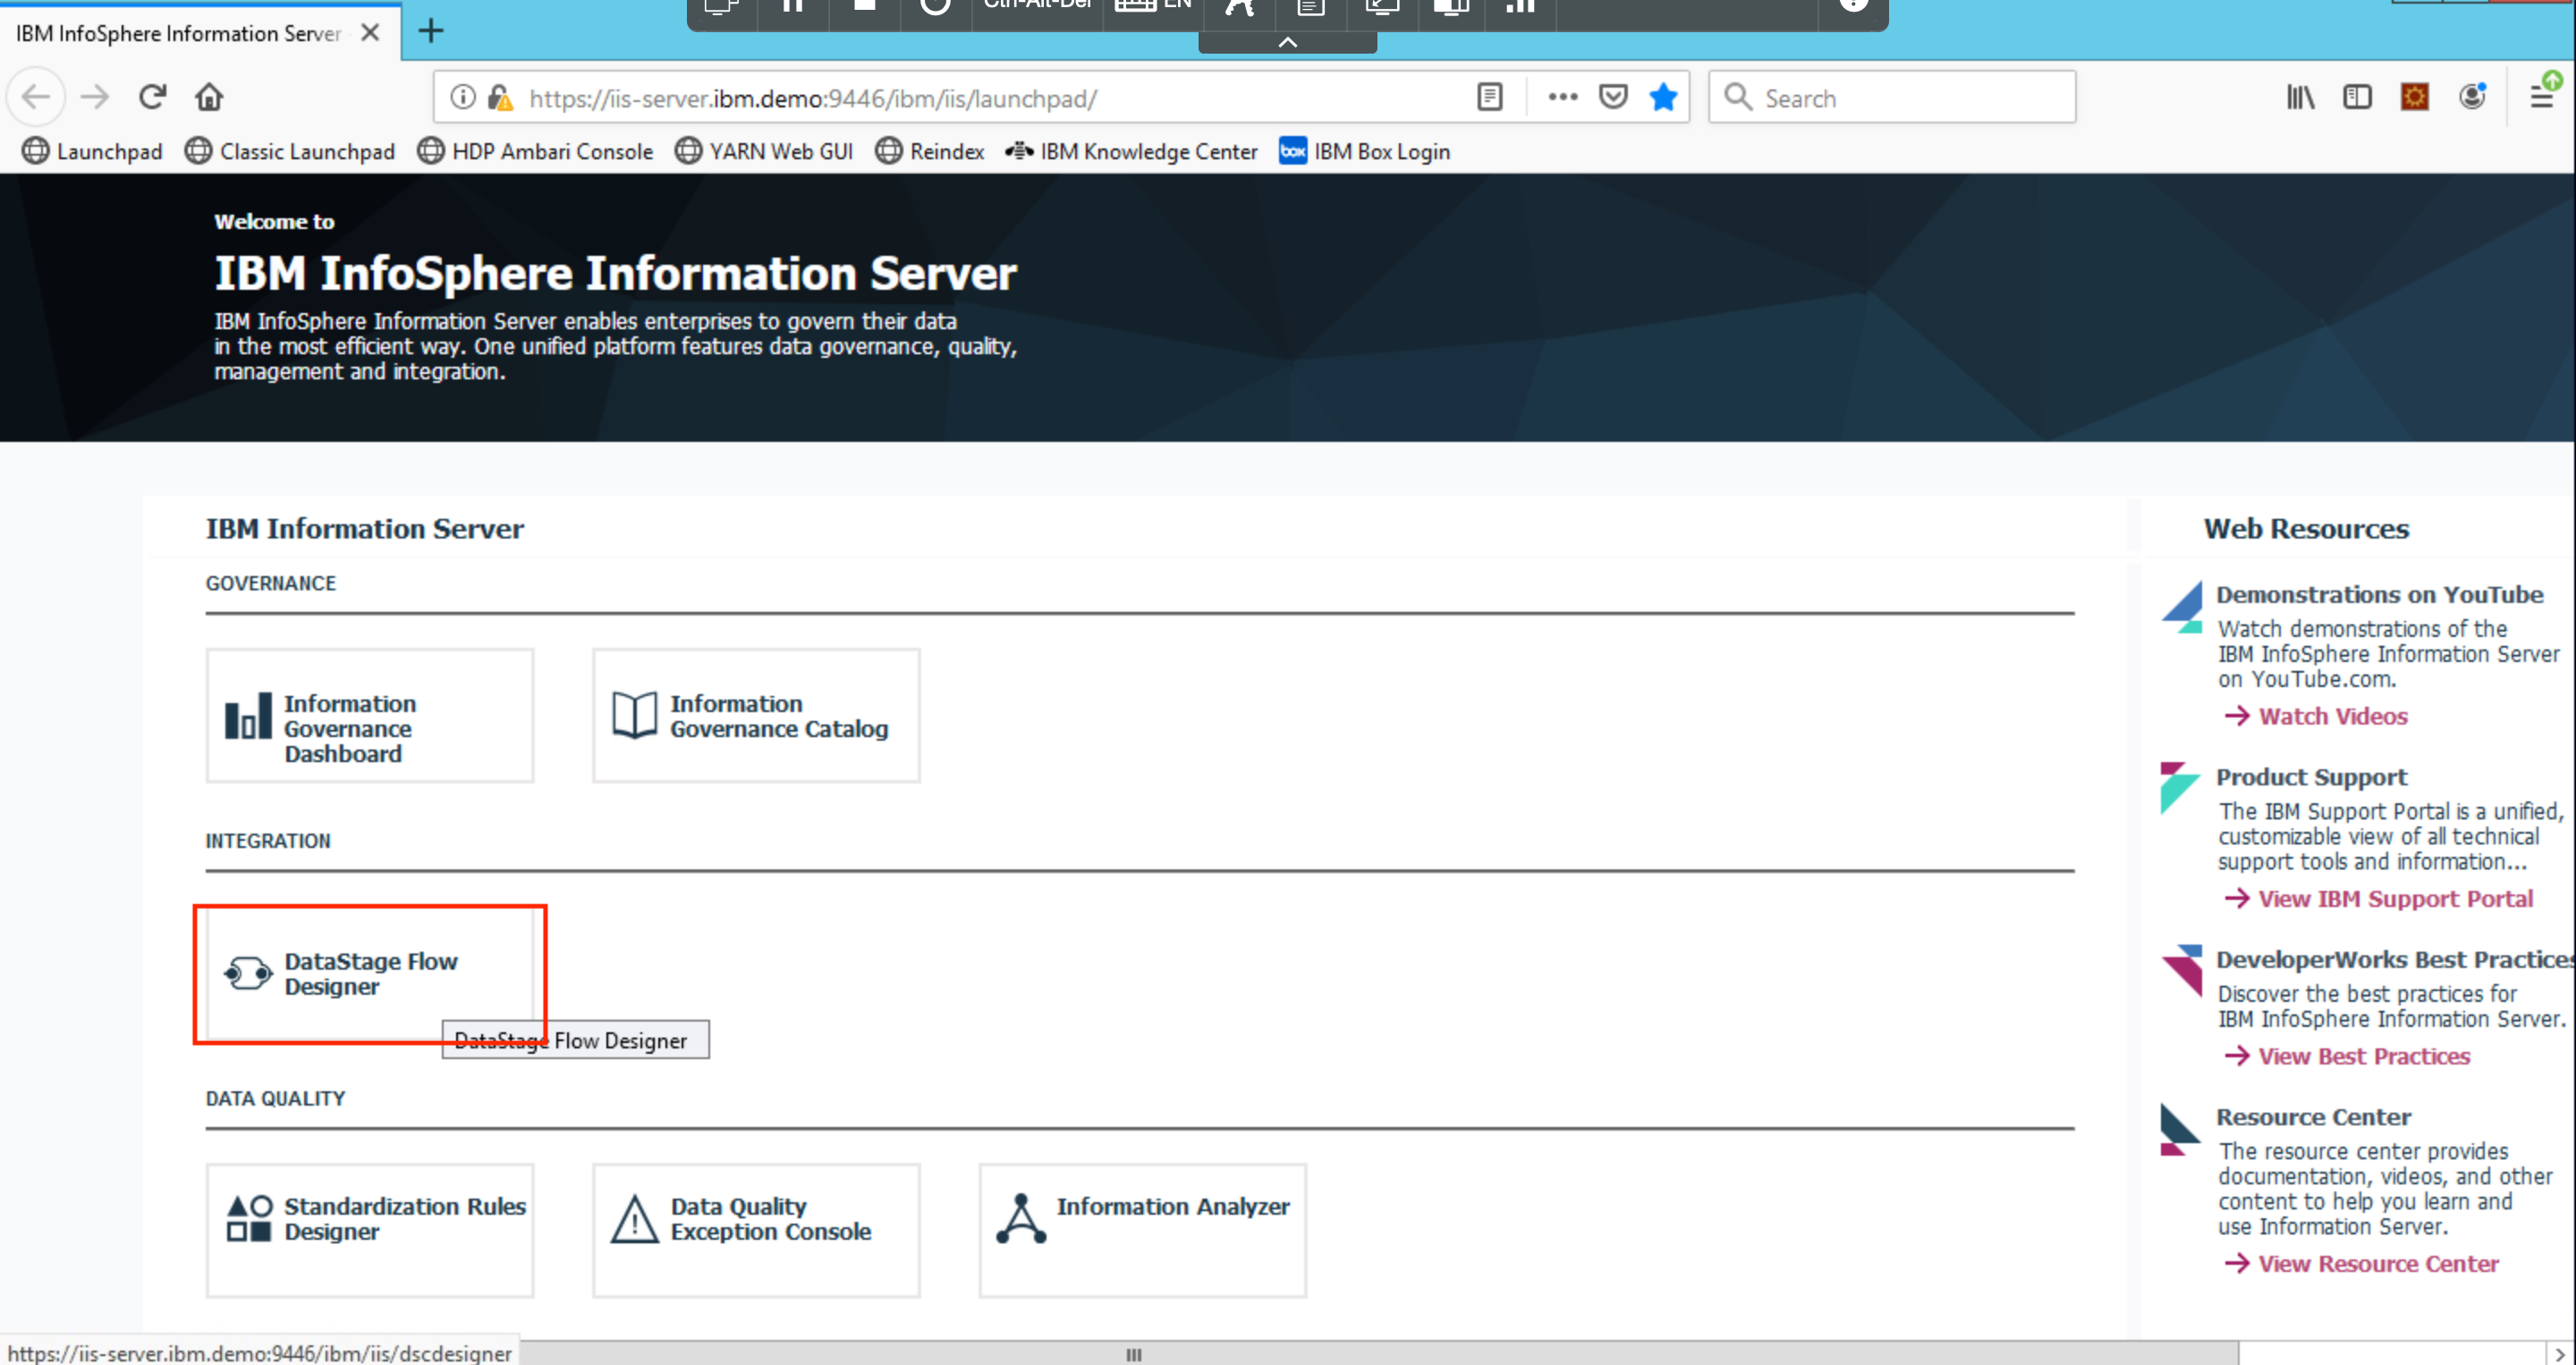 Ctrl-Alt-Del EN
IBM InfoSphere Information Server
https://iis-server.ibm.demo:9446/ibm/iis/launchpad/
Search
Launchpad Classic Launchpad HDP Ambari Console YARN Web GUI Reindex IBM Knowledge Center box IBM Box Login
Welcome to
IBM InfoSphere Information Server
IBM InfoSphere Information Server enables enterprises to govern their data
in the most efficient way. One unified platform features data governance, quality,
management and integration.
IBM Information Server
GOVERNANCE
Information
Governance
Dashboard
Information
Governance Catalog
INTEGRATION
DataStage Flow
Designer
DataStage Flow Designer
DATA QUALITY
Standardization Rules
Designer
Data Quality
Exception Console
Information Analyzer
Web Resources
Demonstrations on YouTube
Watch demonstrations of the
IBM InfoSphere Information Server
on YouTube.com.
Watch Videos
Product Support
The IBM Support Portal is a unified,
customizable view of all technical
support tools and information...
View IBM Support Portal
DeveloperWorks Best Practices
Discover the best practices for
IBM InfoSphere Information Server.
View Best Practices
Resource Center
The resource center provides
documentation, videos, and other
content to help you learn and
use Information Server.
View Resource Center
https://iis-server.ibm.demo:9446/ibm/iis/dscdesigner